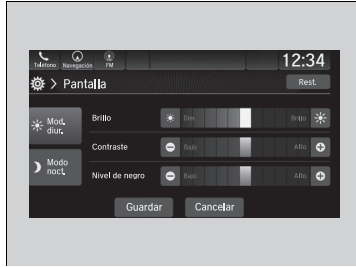 12:34
Teléfono Navegación FM
> Pantalla Rest.
Mod. diur.
Brillo Dim Brillo
Contraste Bajo Alto
Modo noct.
Nivel de negro Bajo Alto
Guardar Cancelar